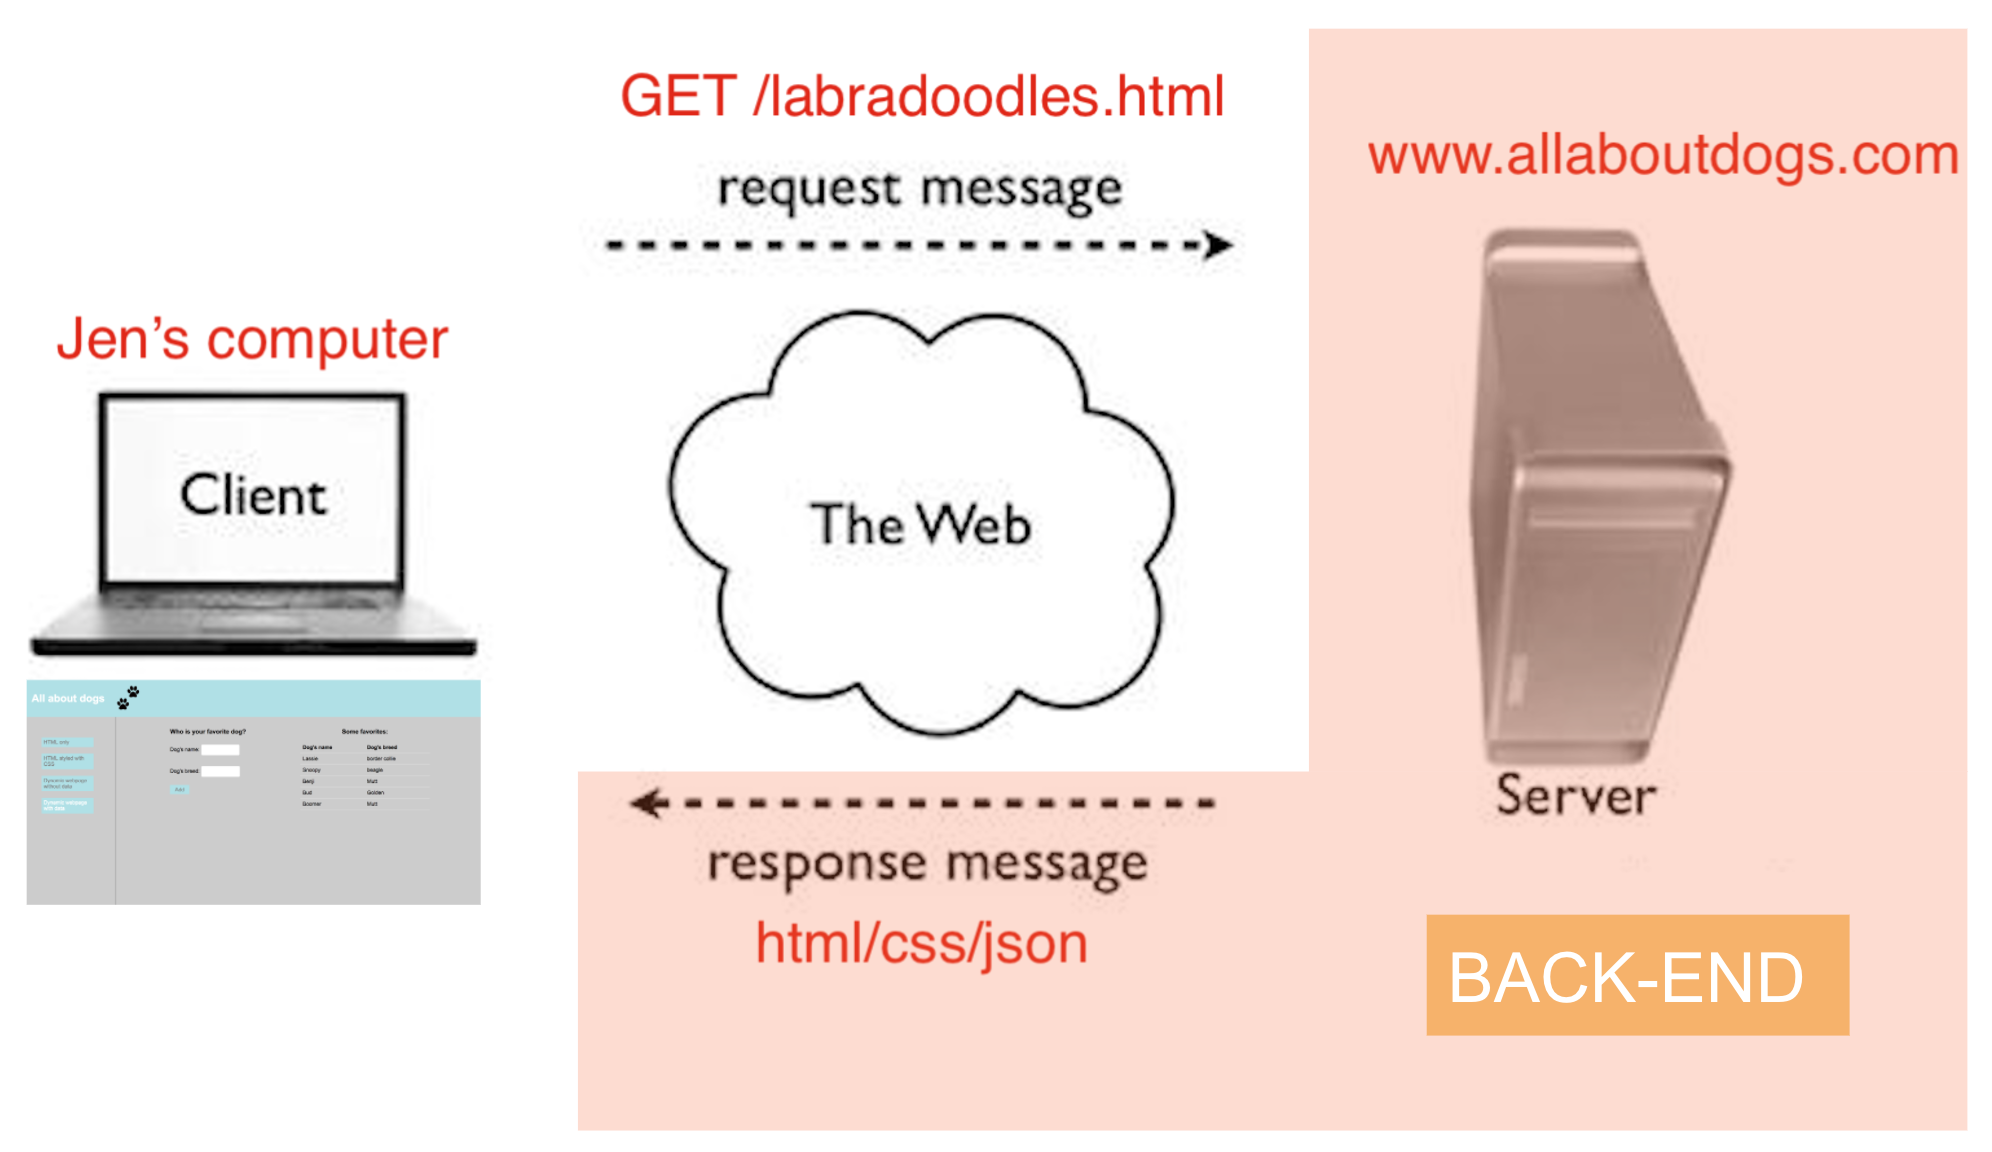 GET /labradoodles.html
request message
www.allaboutdogs.com
Jen's computer
Client
The Web
All about dogs
HTML only
HTML styled with
CSS
Dynamic webpage
without data
Dynamic webpage
with data
Who is your favorite dog?
Dog's name
Dog's breed
Add
Some favorites:
Dog's name Dog's breed
Lassie border collie
Snoopy beagle
Benji Mutt
Bud Golden
Mutt
response message
html/css/json
Server
BACK-END